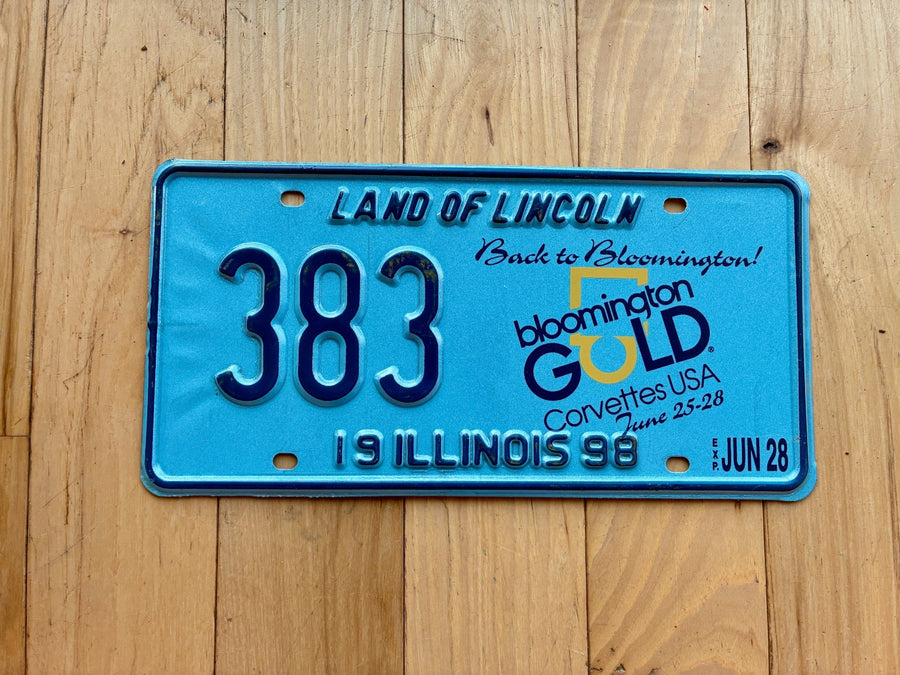 LAND OF LINCOLN
383
Back to Bloomington!
bloomington
GOLD®
Corvettes USA
June 25-28
19 ILLINOIS 98
EXP. JUN 28